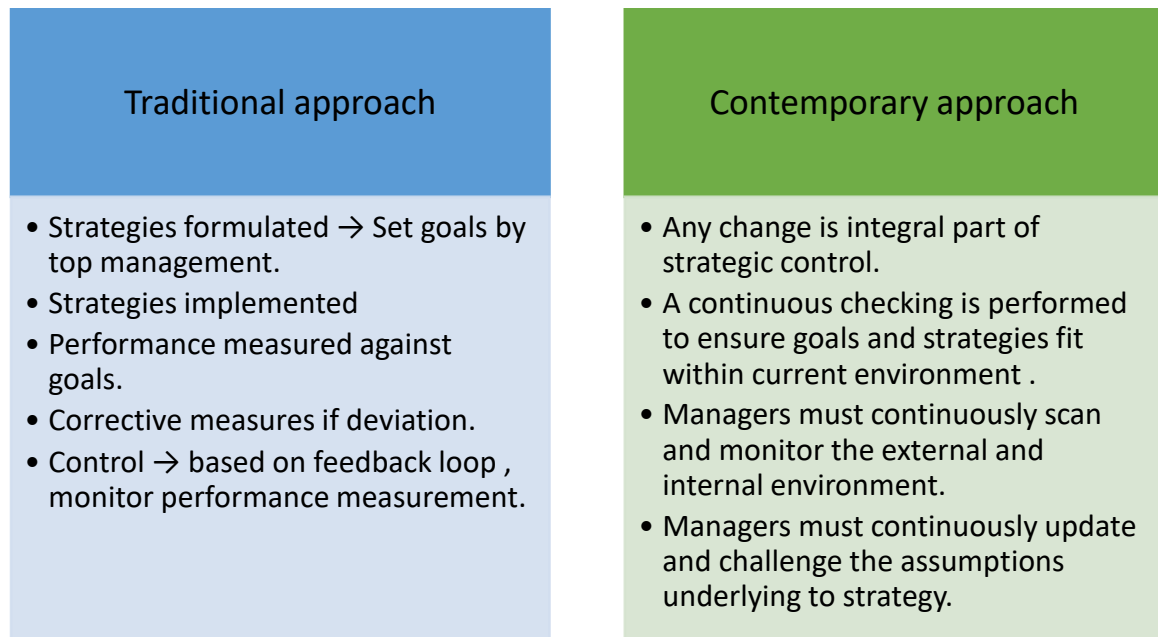 Traditional approach
• Strategies formulated → Set goals by
top management.
• Strategies implemented
• Performance measured against
goals.
• Corrective measures if deviation.
• Control → based on feedback loop ,
monitor performance measurement.
Contemporary approach
• Any change is integral part of
strategic control.
• A continuous checking is performed
to ensure goals and strategies fit
within current environment .
• Managers must continuously scan
and monitor the external and
internal environment.
• Managers must continuously update
and challenge the assumptions
underlying to strategy.